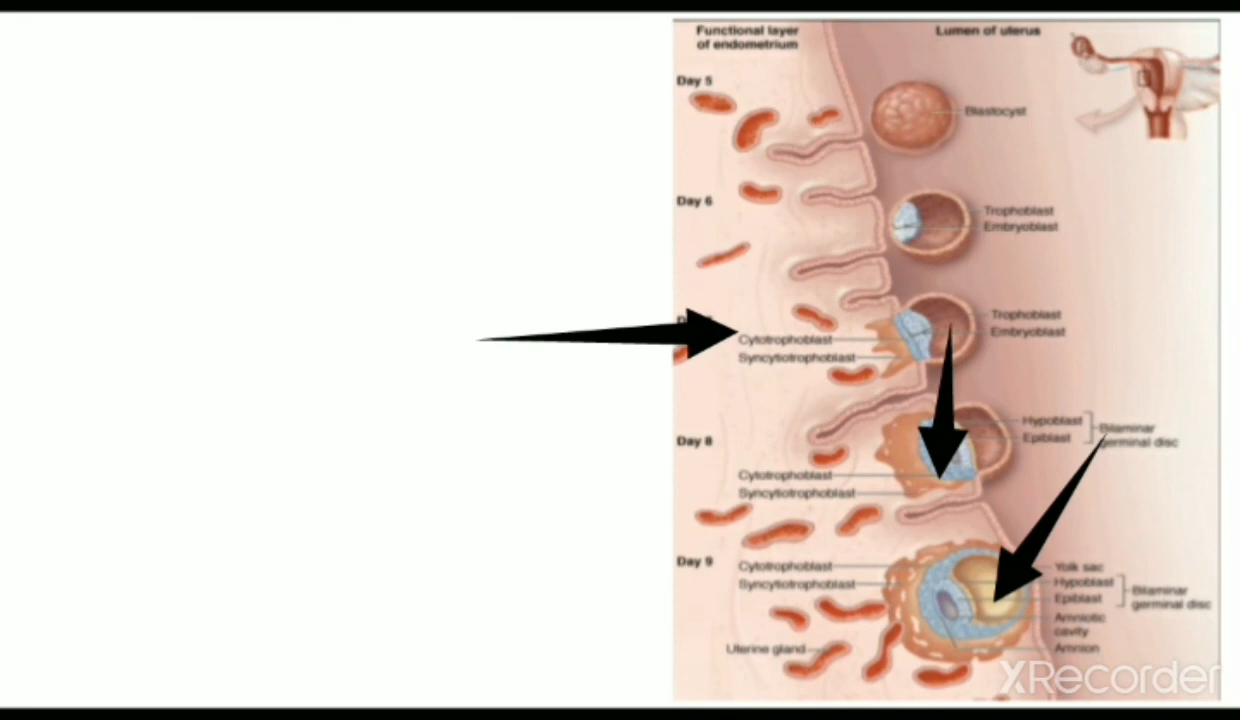 Functional layer
of endometrium
Lumen of uterus
Day 5
Blastocyst
Day 6
Trophoblast
Embryoblast
Trophoblast
Embryoblast
Cytotrophoblast
Syncytiotrophoblast
Hypoblast
Epiblast
Bilaminar
germinal disc
Day 8
Cytotrophoblast
Syncytiotrophoblast
Day 9
Cytotrophoblast
Syncytiotrophoblast
Yolk sac
Hypoblast
Epiblast
Bilaminar
germinal disc
Amniotic
cavity
Amnion
Uterine gland
XRecorder